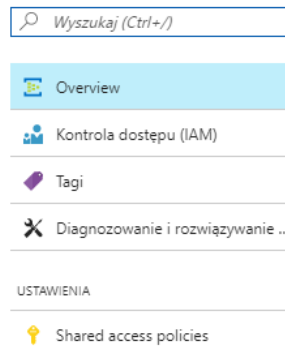 Wyszukaj (Ctrl+/)
Overview
Kontrola dostępu (IAM)
Tagi
Diagnozowanie i rozwiązywanie ..
USTAWIENIA
Shared access policies